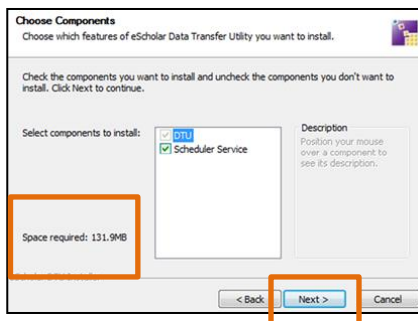 Choose Components
Choose which features of eScholar Data Transfer Utility you want to install.
Check the components you want to install and uncheck the components you don't want to
install. Click Next to continue.
Select components to install:
DTU
Scheduler Service
Description
Position your mouse
over a component to
see its description.
Space required: 131.9MB
< Back
Next >
Cancel